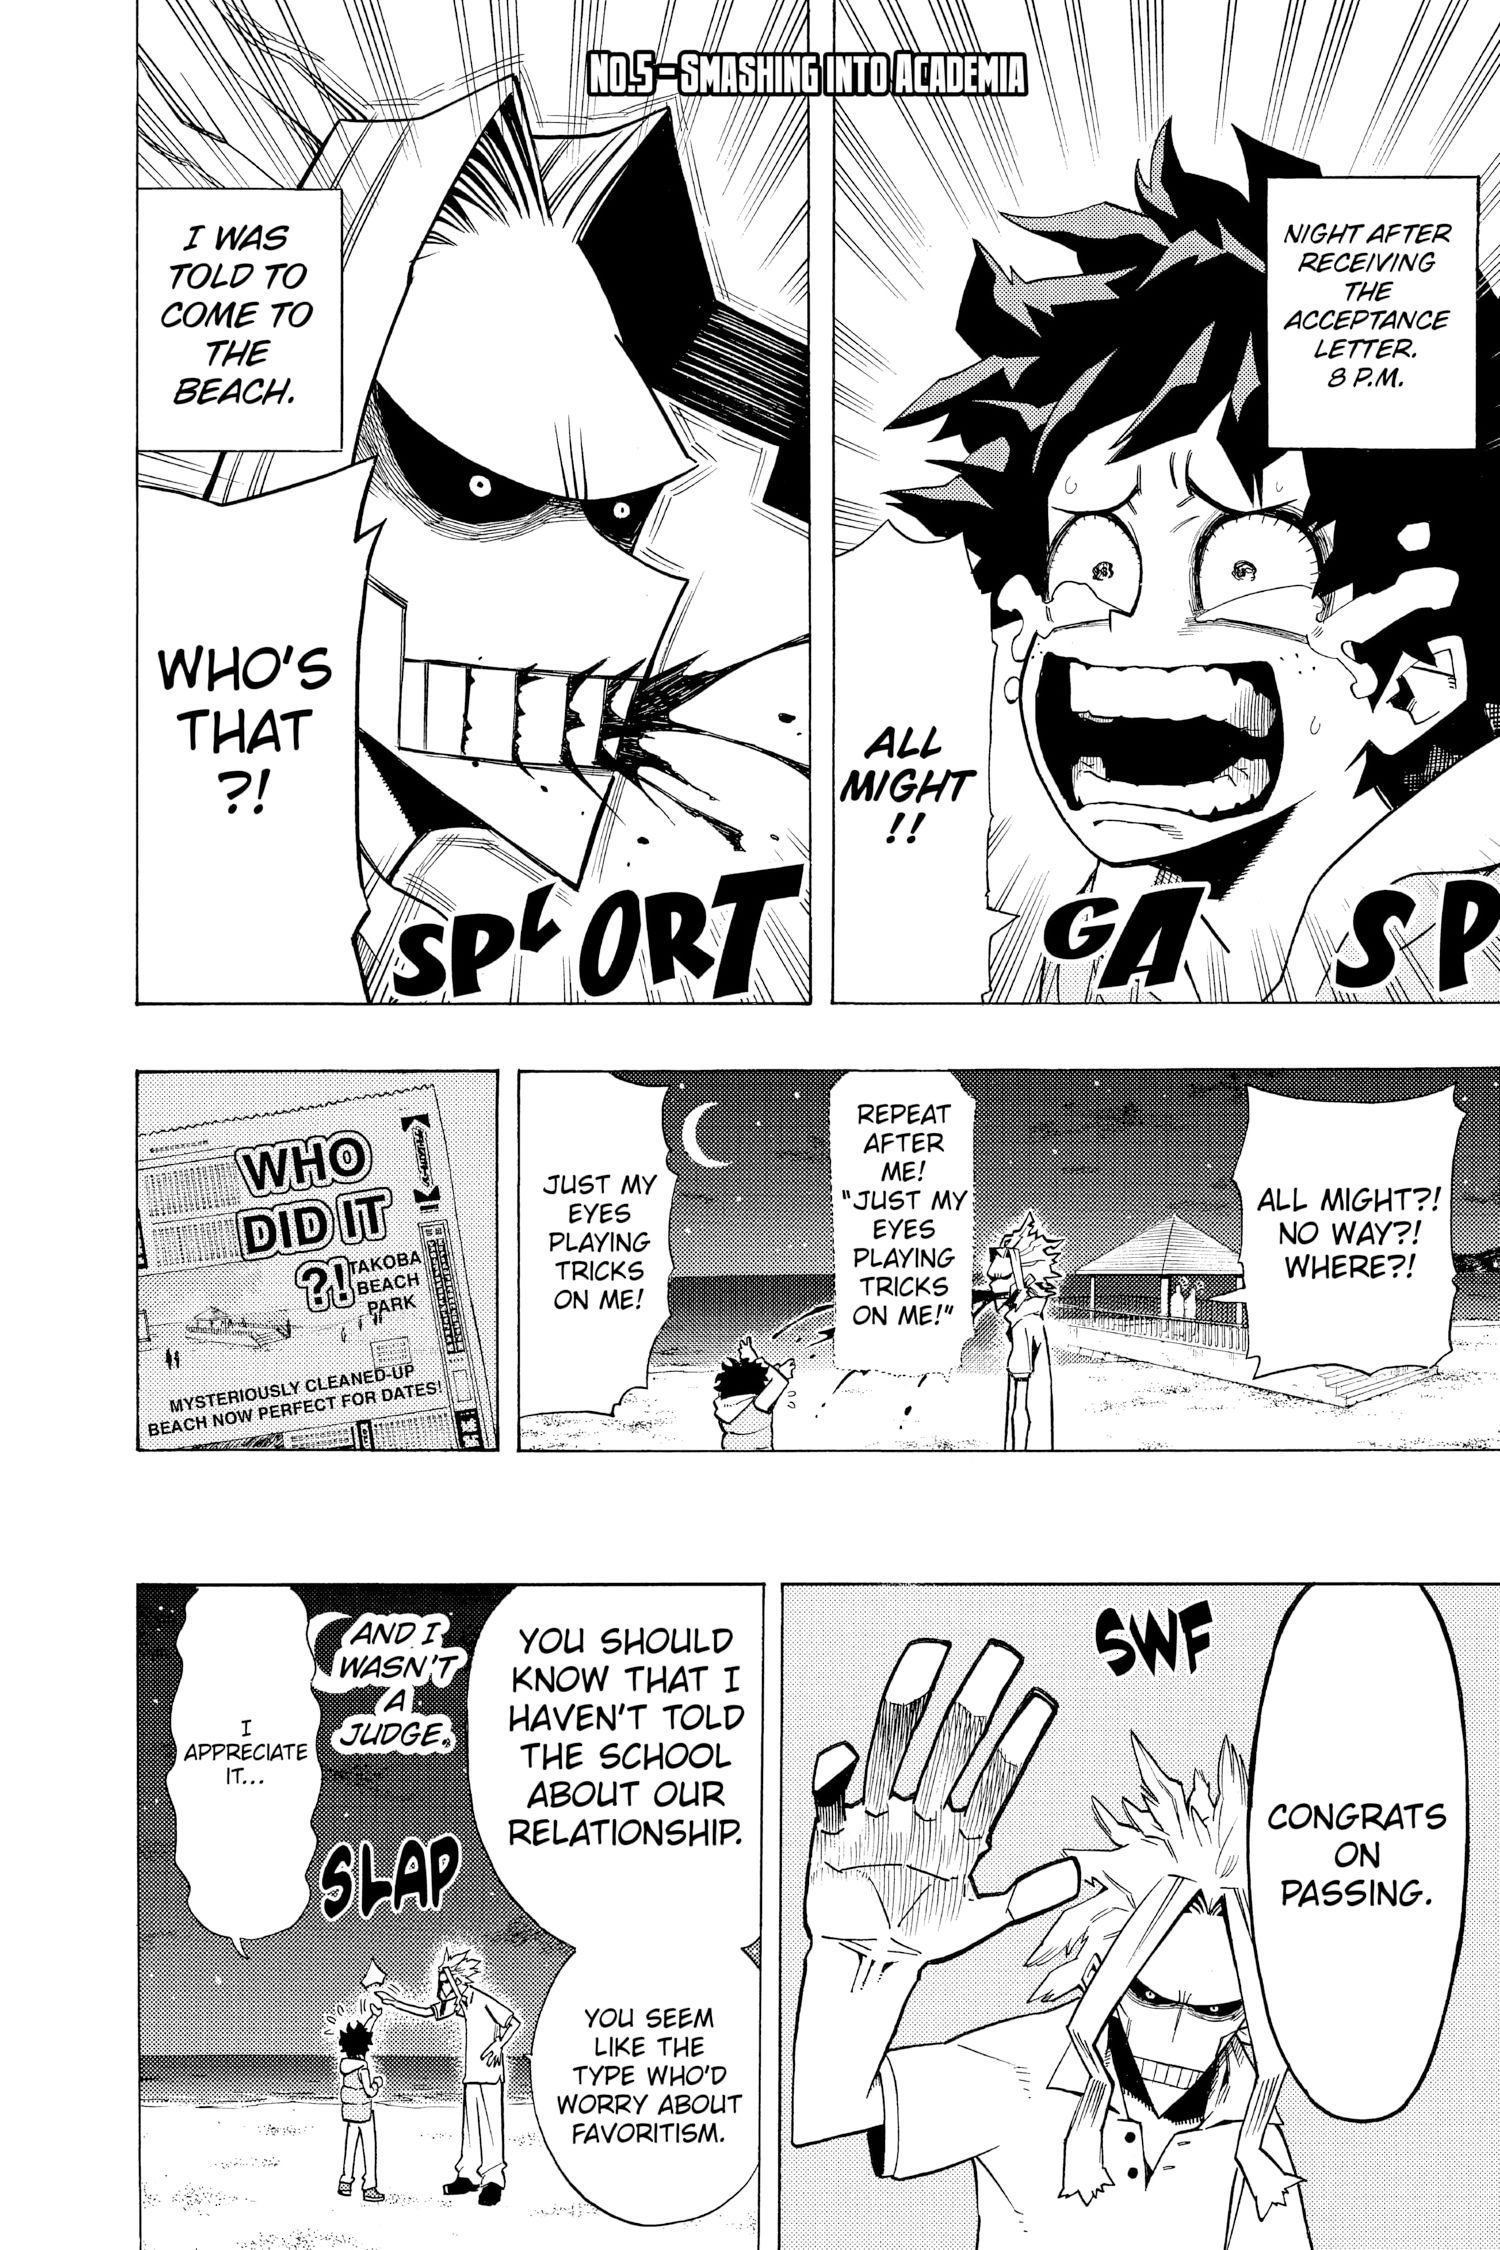 No.5 - Smashing into Academia
NIGHT AFTER
RECEIVING
THE
ACCEPTANCE
LETTER.
8 P.M.
ALL
MIGHT
!!
GASP
I WAS
TOLD TO
COME TO
THE
BEACH.
WHO'S
THAT
?!
SPLORT
ALL MIGHT?!
NO WAY?!
WHERE?!
REPEAT
AFTER
ME!
"JUST MY
EYES
PLAYING
TRICKS
ON ME!"
JUST MY
EYES
PLAYING
TRICKS
ON ME!
WHO
DID IT
?!
TAKOBA
BEACH
PARK
MYSTERIOUSLY CLEANED-UP
BEACH NOW PERFECT FOR DATES!
SWF
CONGRATS
ON
PASSING.
YOU SHOULD
KNOW THAT I
HAVEN'T TOLD
THE SCHOOL
ABOUT OUR
RELATIONSHIP.
YOU SEEM
LIKE THE
TYPE WHO'D
WORRY ABOUT
FAVORITISM.
AND I
WASN'T
A
JUDGE.
SLAP
I
APPRECIATE
IT...